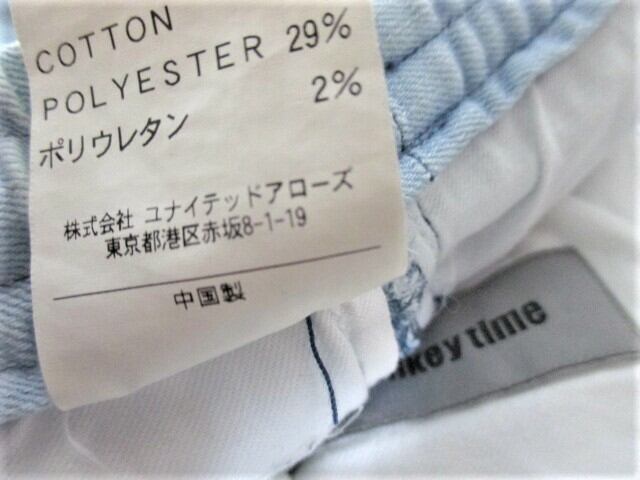 COTTON
POLYESTER 29%
ポリウレタン 2%
株式会社 ユナイテッドアローズ
東京都港区赤坂8-1-19
中国製
time